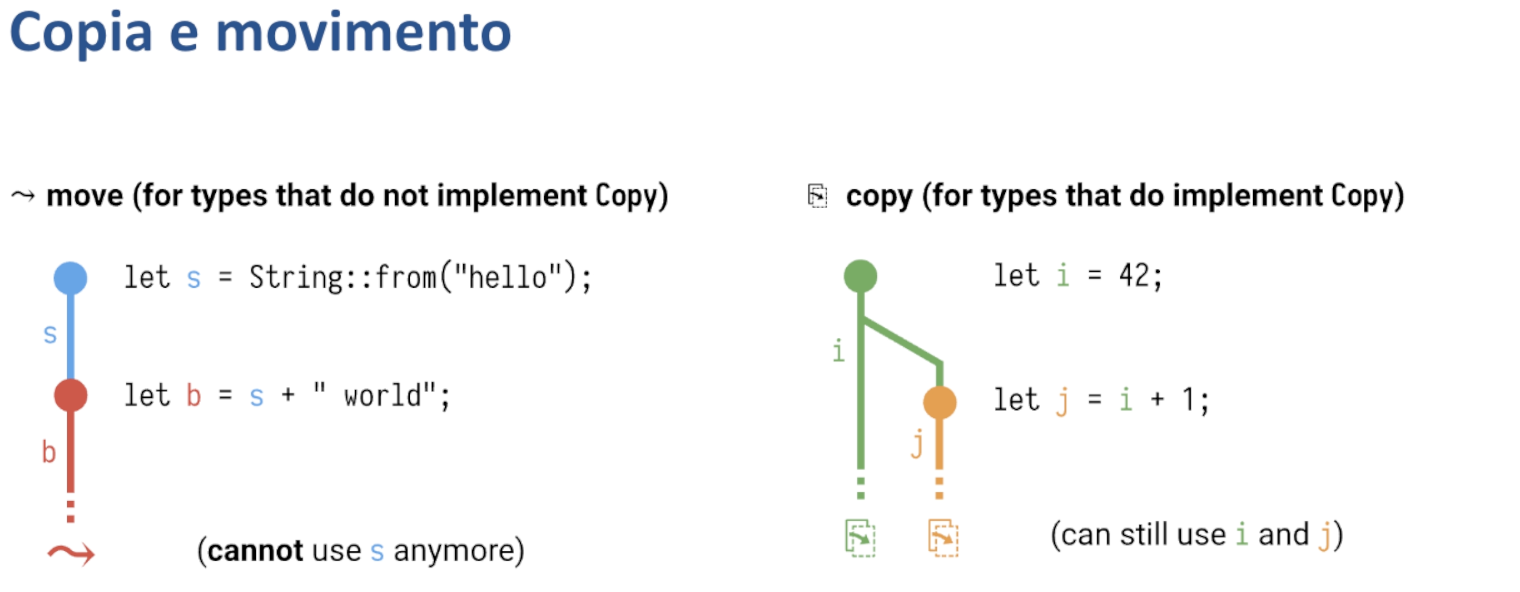 Copia e movimento
⤳ move (for types that do not implement Copy)
let s = String::from("hello");
s
let b = s + " world";
b
(cannot use s anymore)
copy (for types that do implement Copy)
let i = 42;
i
let j = i + 1;
j
(can still use i and j)